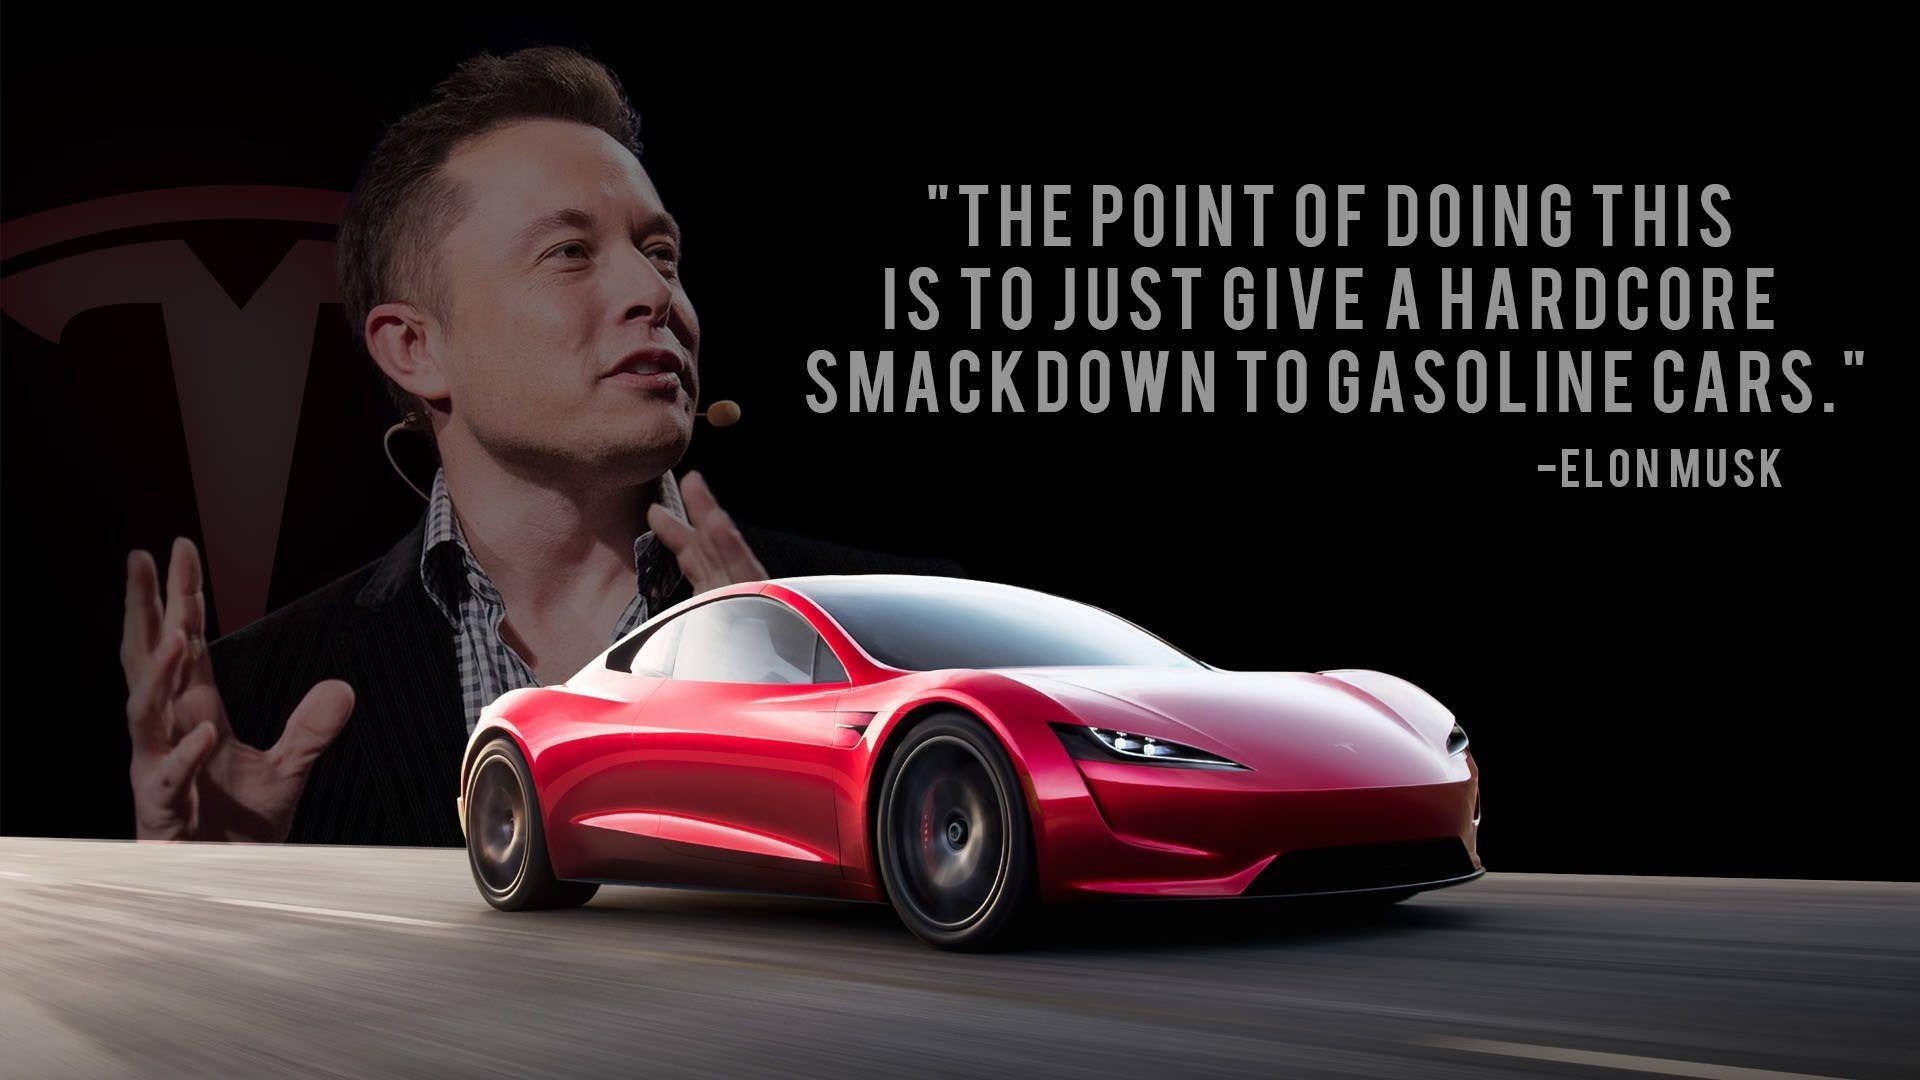 "THE POINT OF DOING THIS
IS TO JUST GIVE A HARDCORE
SMACKDOWN TO GASOLINE CARS."
-ELON MUSK